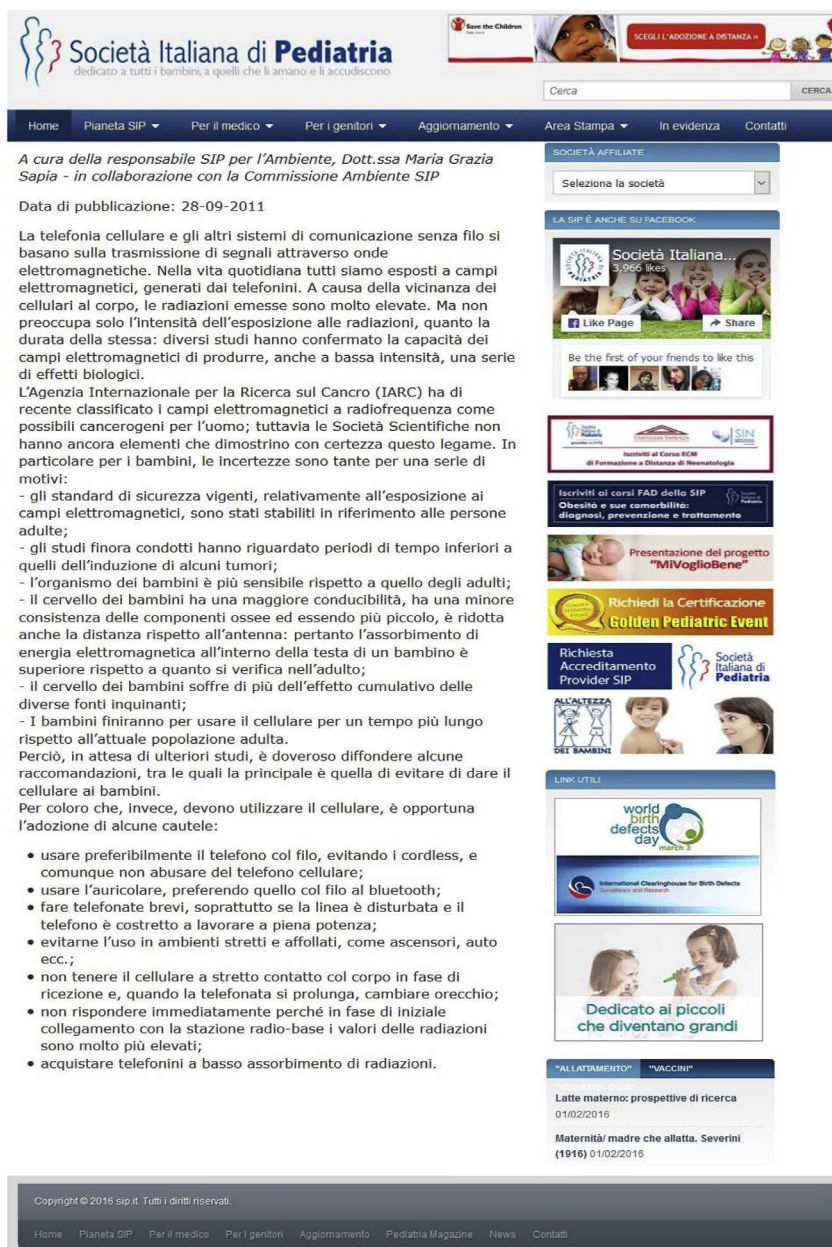 Save the Children
SCEGLI L'ADOZIONE A DISTANZA »
Società Italiana di Pediatria
dedicato a tutti i bambini, a quelli che li amano e li accudiscono
Cerca
CERCA
Home Pianeta SIP Per il medico Per i genitori Aggiornamento Area Stampa In evidenza Contatti
A cura della responsabile SIP per l'Ambiente, Dott.ssa Maria Grazia
Sapia - in collaborazione con la Commissione Ambiente SIP
Data di pubblicazione: 28-09-2011
La telefonia cellulare e gli altri sistemi di comunicazione senza filo si
basano sulla trasmissione di segnali attraverso onde
elettromagnetiche. Nella vita quotidiana tutti siamo esposti a campi
elettromagnetici, generati dai telefonini. A causa della vicinanza dei
cellulari al corpo, le radiazioni emesse sono molto elevate. Ma non
preoccupa solo l'intensità dell'esposizione alle radiazioni, quanto la
durata della stessa: diversi studi hanno confermato la capacità dei
campi elettromagnetici di produrre, anche a bassa intensità, una serie
di effetti biologici.
L'Agenzia Internazionale per la Ricerca sul Cancro (IARC) ha di
recente classificato i campi elettromagnetici a radiofrequenza come
possibili cancerogeni per l'uomo; tuttavia le Società Scientifiche non
hanno ancora elementi che dimostrino con certezza questo legame. In
particolare per i bambini, le incertezze sono tante per una serie di
motivi:
- gli standard di sicurezza vigenti, relativamente all'esposizione ai
campi elettromagnetici, sono stati stabiliti in riferimento alle persone
adulte;
- gli studi finora condotti hanno riguardato periodi di tempo inferiori a
quelli dell'induzione di alcuni tumori;
- l'organismo dei bambini è più sensibile rispetto a quello degli adulti;
- il cervello dei bambini ha una maggiore conducibilità, ha una minore
consistenza delle componenti ossee ed essendo più piccolo, è ridotta
anche la distanza rispetto all'antenna: pertanto l'assorbimento di
energia elettromagnetica all'interno della testa di un bambino è
superiore rispetto a quanto si verifica nell'adulto;
- il cervello dei bambini soffre di più dell'effetto cumulativo delle
diverse fonti inquinanti;
- I bambini finiranno per usare il cellulare per un tempo più lungo
rispetto all'attuale popolazione adulta.
Perciò, in attesa di ulteriori studi, è doveroso diffondere alcune
raccomandazioni, tra le quali la principale è quella di evitare di dare il
cellulare ai bambini.
Per coloro che, invece, devono utilizzare il cellulare, è opportuna
l'adozione di alcune cautele:
• usare preferibilmente il telefono col filo, evitando i cordless, e
comunque non abusare del telefono cellulare;
• usare l'auricolare, preferendo quello col filo al bluetooth;
• fare telefonate brevi, soprattutto se la linea è disturbata e il
telefono è costretto a lavorare a piena potenza;
• evitarne l'uso in ambienti stretti e affollati, come ascensori, auto
ecc.;
• non tenere il cellulare a stretto contatto col corpo in fase di
ricezione e, quando la telefonata si prolunga, cambiare orecchio;
• non rispondere immediatamente perché in fase di iniziale
collegamento con la stazione radio-base i valori delle radiazioni
sono molto più elevati;
• acquistare telefonini a basso assorbimento di radiazioni.
SOCIETÀ AFFILIATE
Seleziona la società
LA SIP È ANCHE SU FACEBOOK
Società Italiana...
3,966 likes
Like Page
Share
Be the first of your friends to like this
SIN
Iscriviti al Corso ECM
di Formazione a Distanza di Neonatologia
Iscriviti ai corsi FAD della SIP
Obesità e sue comorbilità:
diagnosi, prevenzione e trattamento
Presentazione del progetto
"MiVoglioBene"
Richiedi la Certificazione
Golden Pediatric Event
Richiesta
Accreditamento
Provider SIP
Società
Italiana di
Pediatria
ALL'ALTEZZA
DEI BAMBINI
LINK UTILI
world
birth
defects
day
march 3
International Clearinghouse for Birth Defects
Surveillance and Research
Dedicato ai piccoli
che diventano grandi
"ALLATTAMENTO" "VACCINI"
Latte materno: prospettive di ricerca
01/02/2016
Maternità/ madre che allatta. Severini
(1916) 01/02/2016
Copyright © 2016 sip.it. Tutti i diritti riservati.
Home Pianeta SIP Per il medico Per i genitori Aggiornamento Pediatria Magazine News Contatti